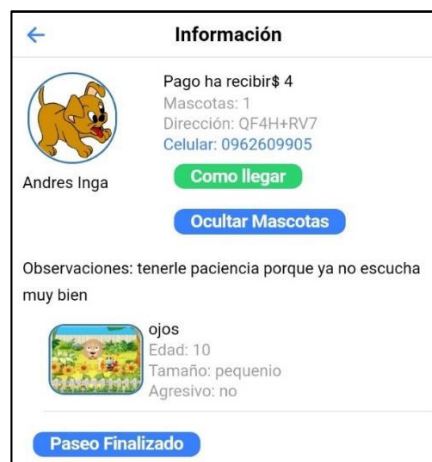 Información
Pago ha recibir$ 4
Mascotas: 1
Dirección: QF4H+RV7
Celular: 0962609905
Andres Inga
Como llegar
Ocultar Mascotas
Observaciones: tenerle paciencia porque ya no escucha
muy bien
ojos
Edad: 10
Tamaño: pequenio
Agresivo: no
Paseo Finalizado